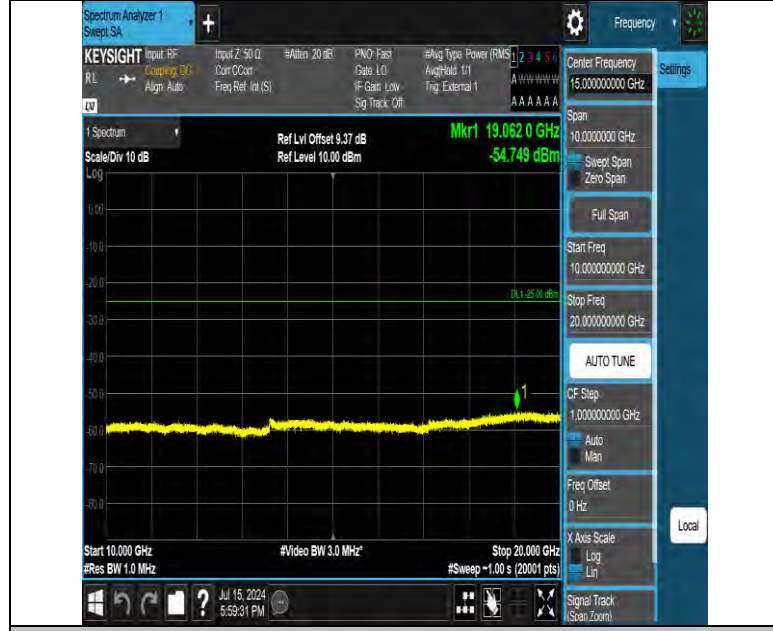 Spectrum Analyzer 1
Swept SA
+
Frequency
KEYSIGHT
RL
Input: RF
Coupling: DC
Align: Auto
Input Z: 50 Ω
Corr CCorr
Freq Ref: Int (S)
#Atten: 20 dB
PNO: Fast
Gate: LO
IF Gain: Low
Sig Track: Off
#Avg Type: Power (RMS
Avg|Hold: 1/1
Trig: External 1
1 2 3 4 5 6
A W W W W W
A A A A A A
LXI
1 Spectrum
Scale/Div 10 dB
Log
Ref Lvl Offset 9.37 dB
Ref Level 10.00 dBm
Mkr1 19.062 0 GHz
-54.749 dBm
0.00
-10.0
-20.0
DL1 -25.00 dBm
-30.0
-40.0
-50.0
1
-60.0
-70.0
-80.0
Start 10.000 GHz
#Res BW 1.0 MHz
#Video BW 3.0 MHz*
Stop 20.000 GHz
#Sweep ~1.00 s (20001 pts)
Jul 15, 2024
5:59:31 PM
?
Center Frequency
15.000000000 GHz
Settings
Span
10.0000000 GHz
Swept Span
Zero Span
Full Span
Start Freq
10.000000000 GHz
Stop Freq
20.000000000 GHz
AUTO TUNE
CF Step
1.000000000 GHz
Auto
Man
Freq Offset
0 Hz
Local
X Axis Scale
Log
Lin
Signal Track
(Span Zoom)